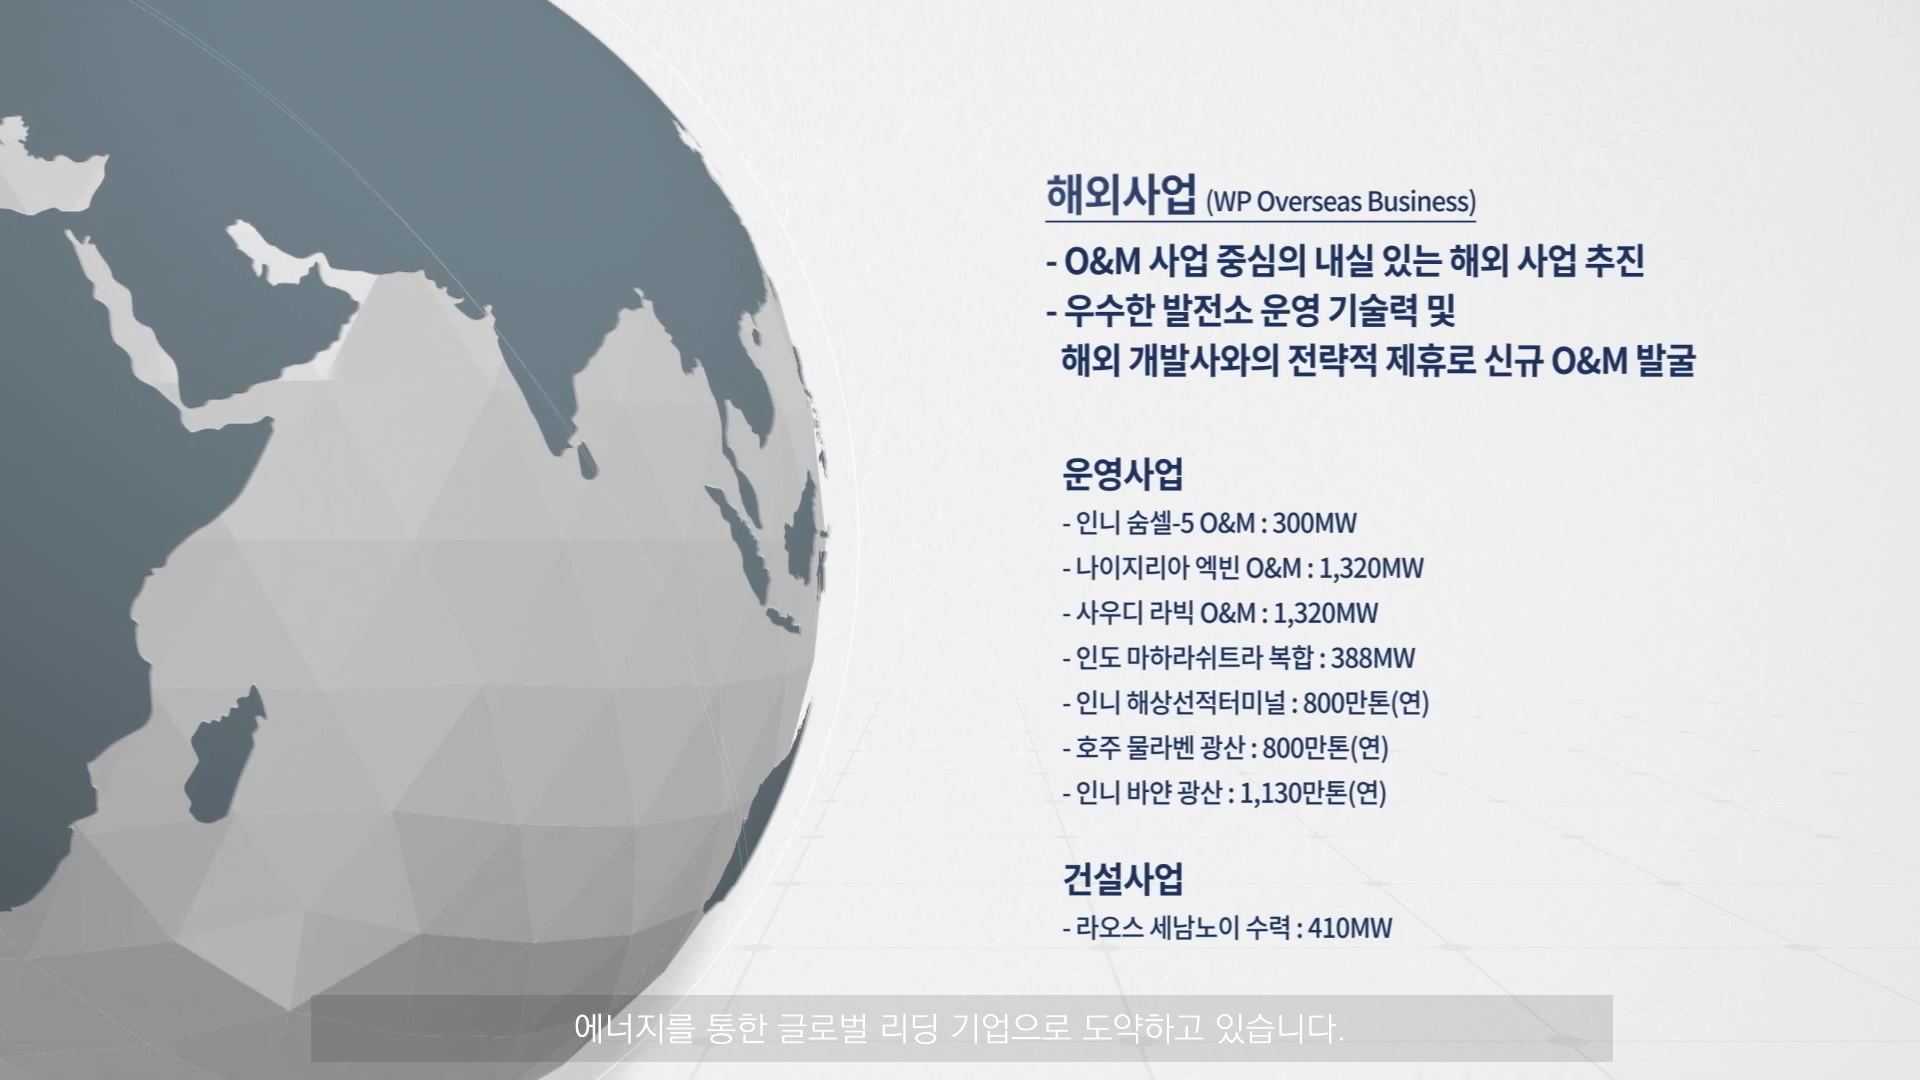 해외사업 (WP Overseas Business)
- O&M 사업 중심의 내실 있는 해외 사업 추진
- 우수한 발전소 운영 기술력 및
해외 개발사와의 전략적 제휴로 신규 O&M 발굴
운영사업
- 인니 숨셀-5 O&M : 300MW
- 나이지리아 엑빈 O&M : 1,320MW
- 사우디 라빅 O&M : 1,320MW
- 인도 마하라쉬트라 복합 : 388MW
- 인니 해상선적터미널 : 800만톤(연)
- 호주 물라벤 광산 : 800만톤(연)
- 인니 바얀 광산 : 1,130만톤(연)
건설사업
- 라오스 세남노이 수력 : 410MW
에너지를 통한 글로벌 리딩 기업으로 도약하고 있습니다.